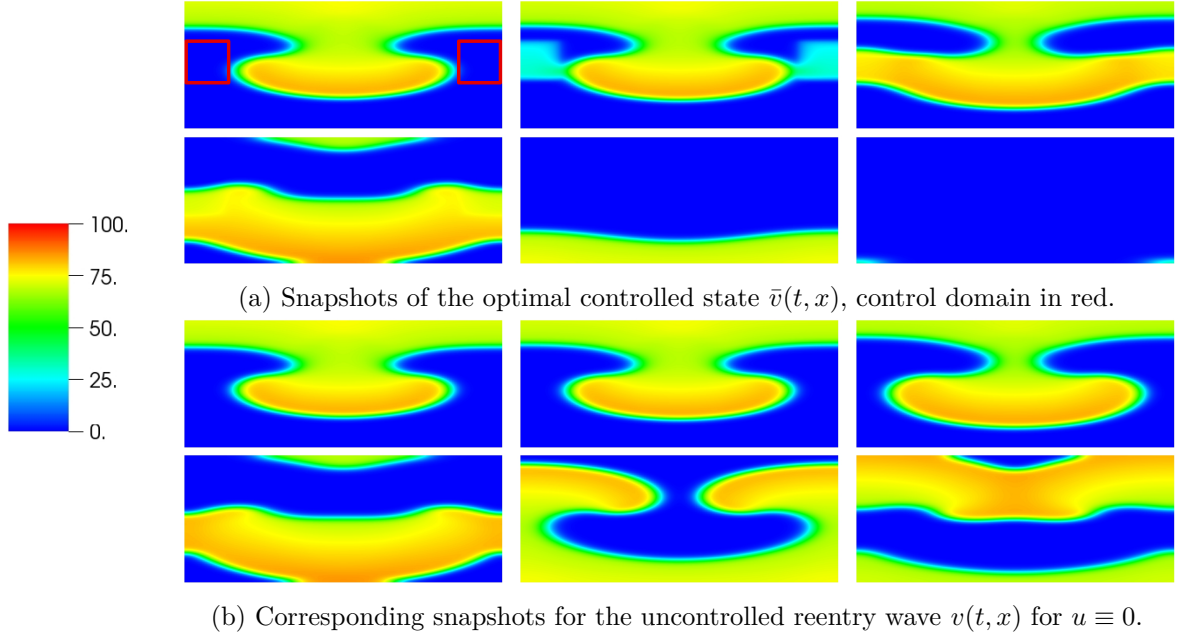 100.
75.
50.
25.
0.
(a) Snapshots of the optimal controlled state v̄(t, x), control domain in red.
(b) Corresponding snapshots for the uncontrolled reentry wave v(t, x) for u ≡ 0.